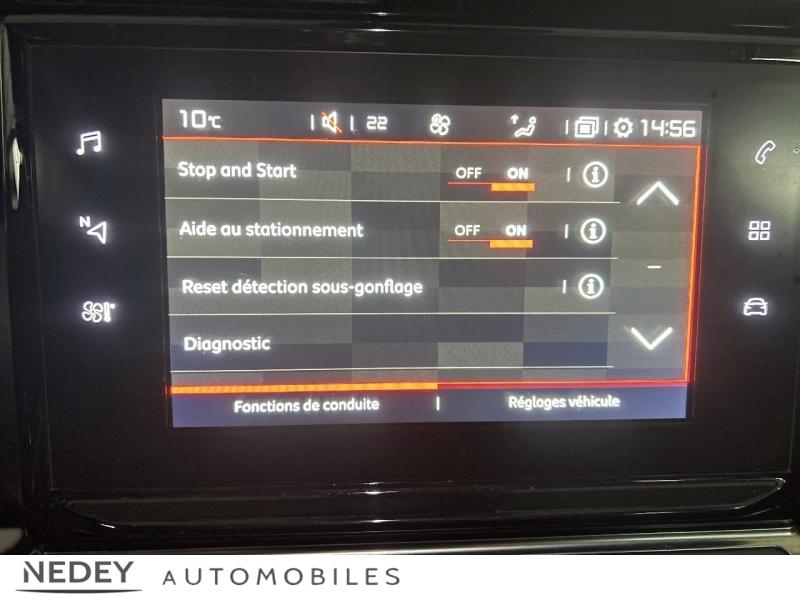 10°C 22 14:56
Stop and Start OFF ON i
Aide au stationnement OFF ON i
Reset détection sous-gonflage i
Diagnostic
Fonctions de conduite Réglages véhicule
N
NEDEY AUTOMOBILES